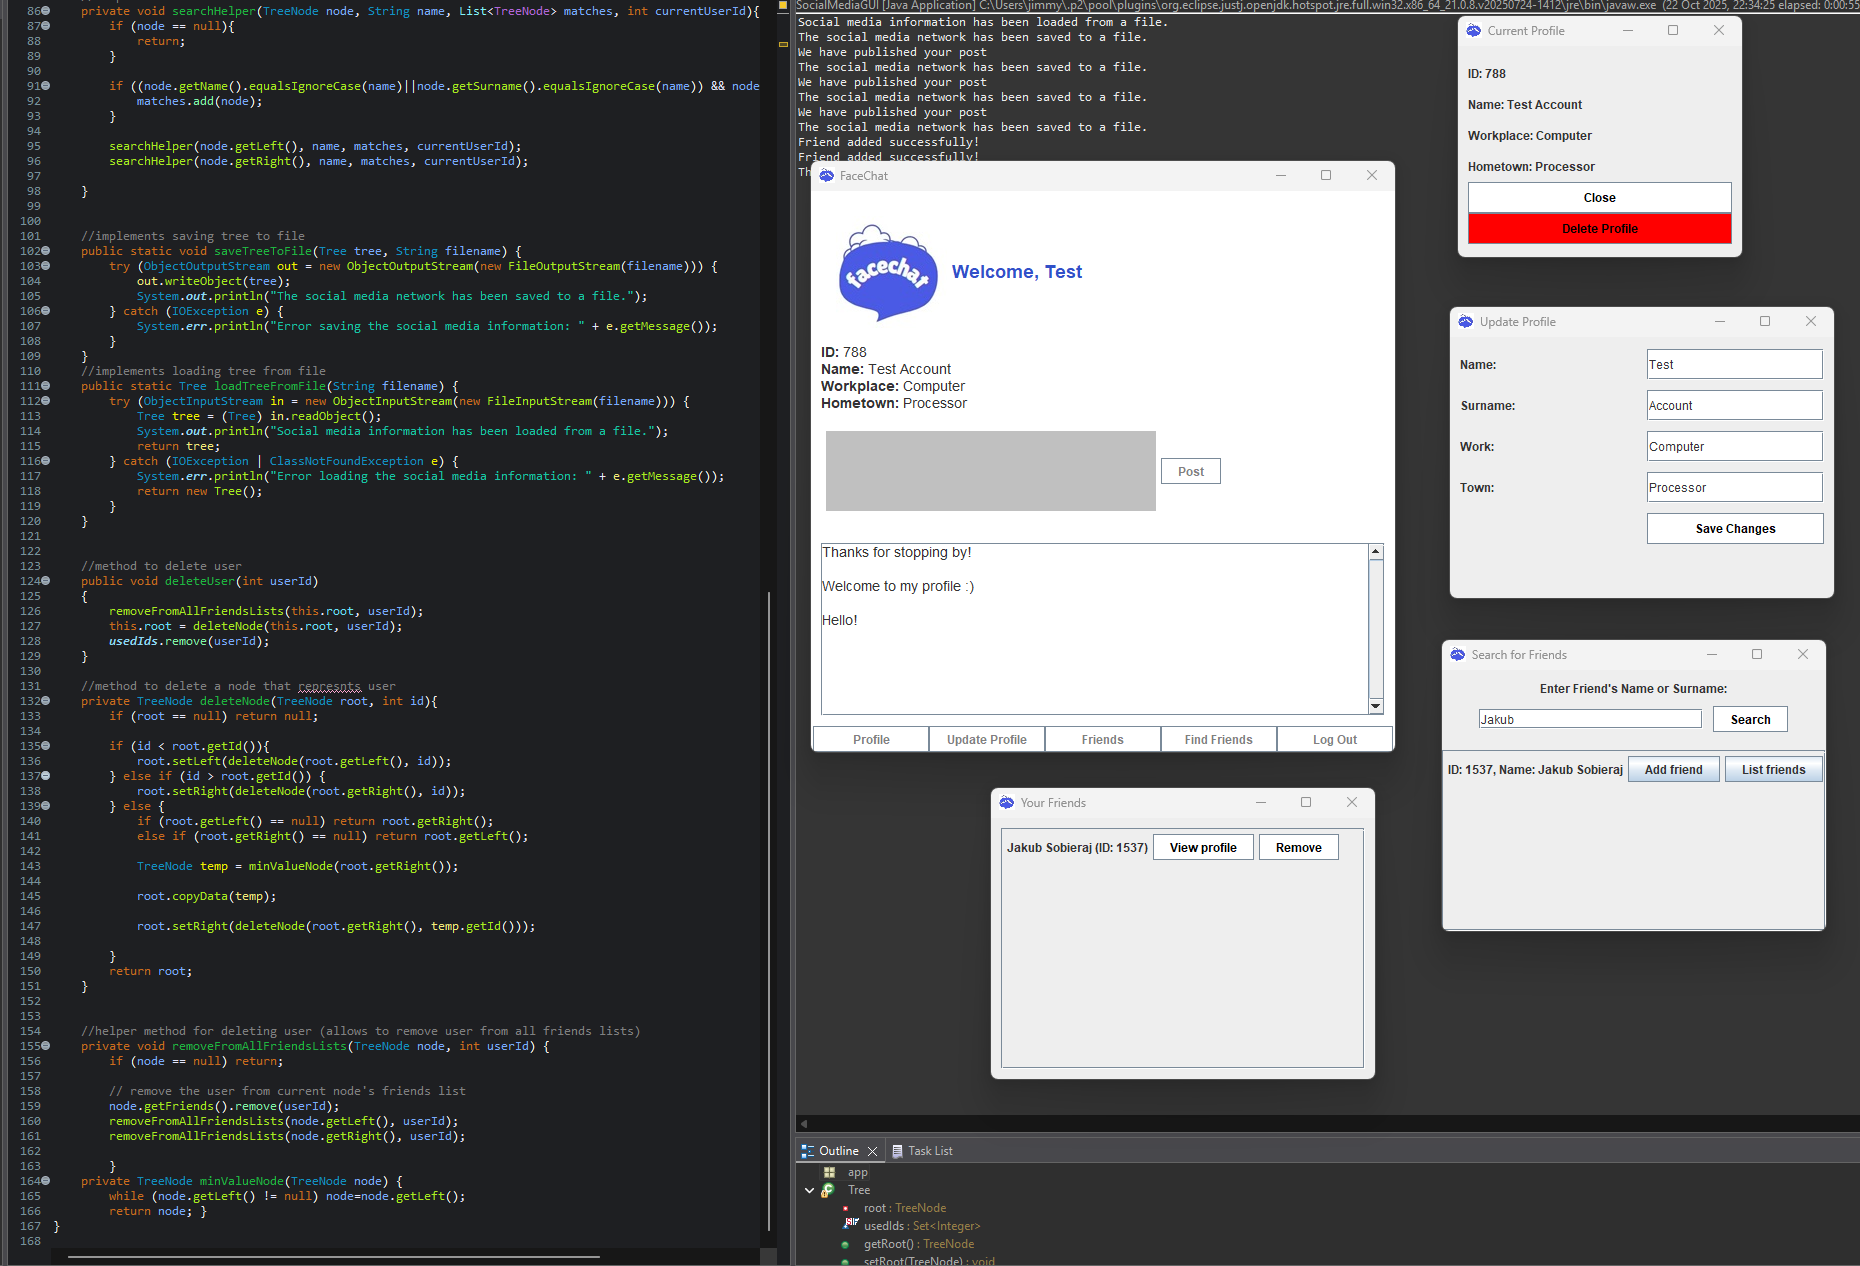 86 private void searchHelper(TreeNode node, String name, List<TreeNode> matches, int currentUserId){
87 if (node == null){
88 return;
89 }
90
91 if ((node.getName().equalsIgnoreCase(name)||node.getSurname().equalsIgnoreCase(name)) && node
92 matches.add(node);
93 }
94
95 searchHelper(node.getLeft(), name, matches, currentUserId);
96 searchHelper(node.getRight(), name, matches, currentUserId);
97
98 }
99
100
101 //implements saving tree to file
102 public static void saveTreeToFile(Tree tree, String filename) {
103 try (ObjectOutputStream out = new ObjectOutputStream(new FileOutputStream(filename))) {
104 out.writeObject(tree);
105 System.out.println("The social media network has been saved to a file.");
106 } catch (IOException e) {
107 System.err.println("Error saving the social media information: " + e.getMessage());
108 }
109 }
110 //implements loading tree from file
111 public static Tree loadTreeFromFile(String filename) {
112 try (ObjectInputStream in = new ObjectInputStream(new FileInputStream(filename))) {
113 Tree tree = (Tree) in.readObject();
114 System.out.println("Social media information has been loaded from a file.");
115 return tree;
116 } catch (IOException | ClassNotFoundException e) {
117 System.err.println("Error loading the social media information: " + e.getMessage());
118 return new Tree();
119 }
120 }
121
122
123 //method to delete user
124 public void deleteUser(int userId)
125 {
126 removeFromAllFriendsLists(this.root, userId);
127 this.root = deleteNode(this.root, userId);
128 usedIds.remove(userId);
129 }
130
131 //method to delete a node that represnts user
132 private TreeNode deleteNode(TreeNode root, int id){
133 if (root == null) return null;
134
135 if (id < root.getId()){
136 root.setLeft(deleteNode(root.getLeft(), id));
137 } else if (id > root.getId()) {
138 root.setRight(deleteNode(root.getRight(), id));
139 } else {
140 if (root.getLeft() == null) return root.getRight();
141 else if (root.getRight() == null) return root.getLeft();
142
143 TreeNode temp = minValueNode(root.getRight());
144
145 root.copyData(temp);
146
147 root.setRight(deleteNode(root.getRight(), temp.getId()));
148
149 }
150 return root;
151 }
152
153
154 //helper method for deleting user (allows to remove user from all friends lists)
155 private void removeFromAllFriendsLists(TreeNode node, int userId) {
156 if (node == null) return;
157
158 // remove the user from current node's friends list
159 node.getFriends().remove(userId);
160 removeFromAllFriendsLists(node.getLeft(), userId);
161 removeFromAllFriendsLists(node.getRight(), userId);
162
163 }
164 private TreeNode minValueNode(TreeNode node) {
165 while (node.getLeft() != null) node=node.getLeft();
166 return node; }
167 }
168
SocialMediaGUI [Java Application] C:\Users\jimmy\.p2\pool\plugins\org.eclipse.justj.openjdk.hotspot.jre.full.win32.x86_64_21.0.8.v20250724-1412\jre\bin\javaw.exe (22 Oct 2025, 22:34:25 elapsed: 0:00:55
Social media information has been loaded from a file.
The social media network has been saved to a file.
We have published your post
The social media network has been saved to a file.
We have published your post
The social media network has been saved to a file.
We have published your post
The social media network has been saved to a file.
Friend added successfully!
Friend added successfully!
Th
FaceChat
facechat
Welcome, Test
ID: 788
Name: Test Account
Workplace: Computer
Hometown: Processor
Post
Thanks for stopping by!
Welcome to my profile :)
Hello!
Profile Update Profile Friends Find Friends Log Out
Current Profile
ID: 788
Name: Test Account
Workplace: Computer
Hometown: Processor
Close
Delete Profile
Update Profile
Name: Test
Surname: Account
Work: Computer
Town: Processor
Save Changes
Search for Friends
Enter Friend's Name or Surname:
Jakub Search
ID: 1537, Name: Jakub Sobieraj Add friend List friends
Your Friends
Jakub Sobieraj (ID: 1537) View profile Remove
Outline Task List
app
Tree
root : TreeNode
usedIds : Set<Integer>
getRoot() : TreeNode
setRoot(TreeNode) : void